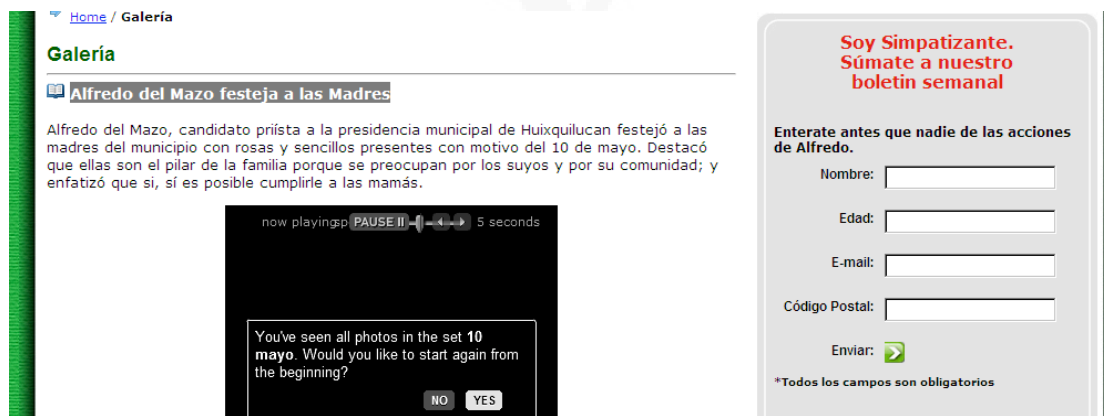 Home / Galería
Galería
Alfredo del Mazo festeja a las Madres
Alfredo del Mazo, candidato priísta a la presidencia municipal de Huixquilucan festejó a las
madres del municipio con rosas y sencillos presentes con motivo del 10 de mayo. Destacó
que ellas son el pilar de la familia porque se preocupan por los suyos y por su comunidad; y
enfatizó que si, sí es posible cumplirle a las mamás.
now playing sp PAUSE II 5 seconds
You've seen all photos in the set 10
mayo. Would you like to start again from
the beginning?
NO YES
Soy Simpatizante.
Súmate a nuestro
boletin semanal
Enterate antes que nadie de las acciones
de Alfredo.
Nombre:
Edad:
E-mail:
Código Postal:
Enviar:
*Todos los campos son obligatorios